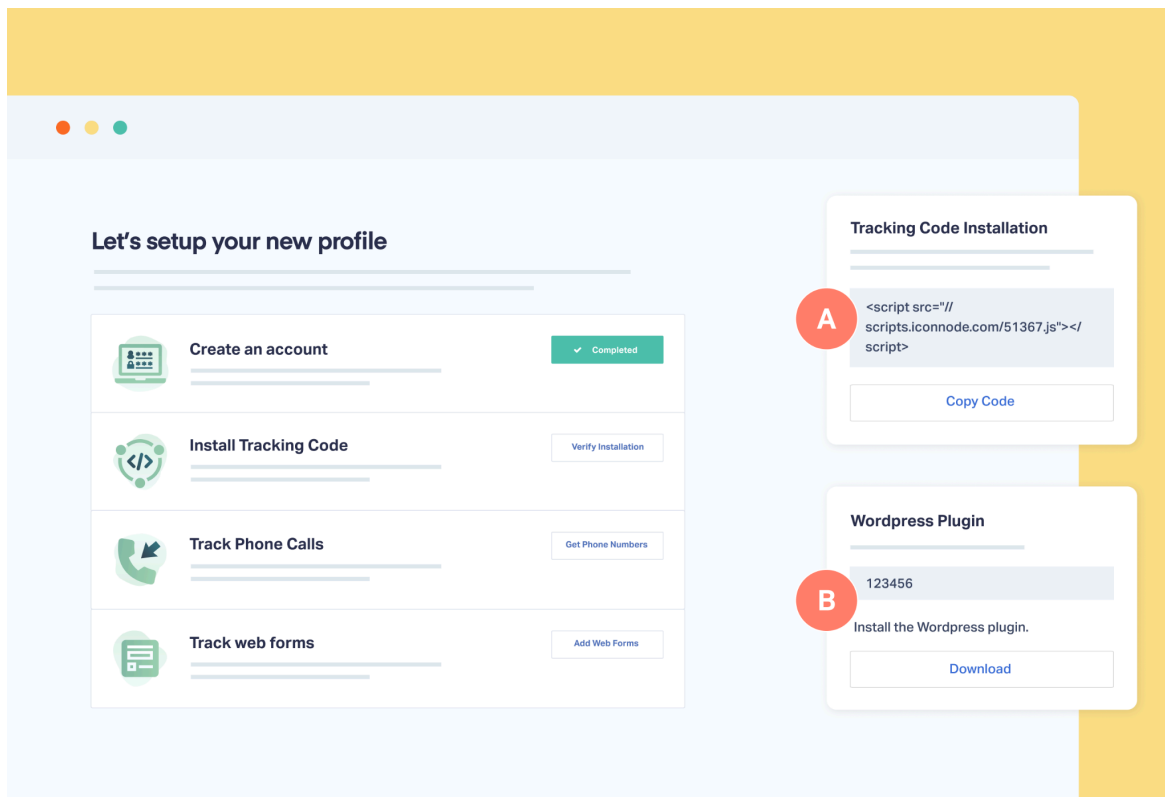 Let's setup your new profile
Create an account
Completed
Install Tracking Code
Verify Installation
Track Phone Calls
Get Phone Numbers
Track web forms
Add Web Forms
Tracking Code Installation
A
<script src="//
scripts.iconnode.com/51367.js"></
script>
Copy Code
Wordpress Plugin
B
123456
Install the Wordpress plugin.
Download